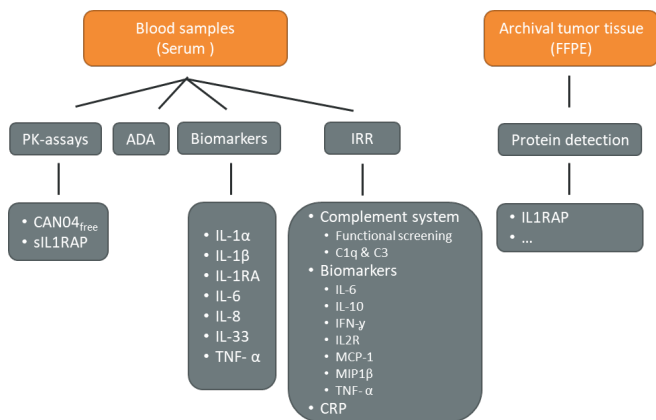 Blood samples
(Serum )
Archival tumor tissue
(FFPE)
PK-assays
ADA
Biomarkers
IRR
Protein detection
• CAN04free
• sIL1RAP
• IL-1α
• IL-1β
• IL-1RA
• IL-6
• IL-8
• IL-33
• TNF- α
• Complement system
• Functional screening
• C1q & C3
• Biomarkers
• IL-6
• IL-10
• IFN-γ
• IL2R
• MCP-1
• MIP1β
• TNF- α
• CRP
• IL1RAP
• ...